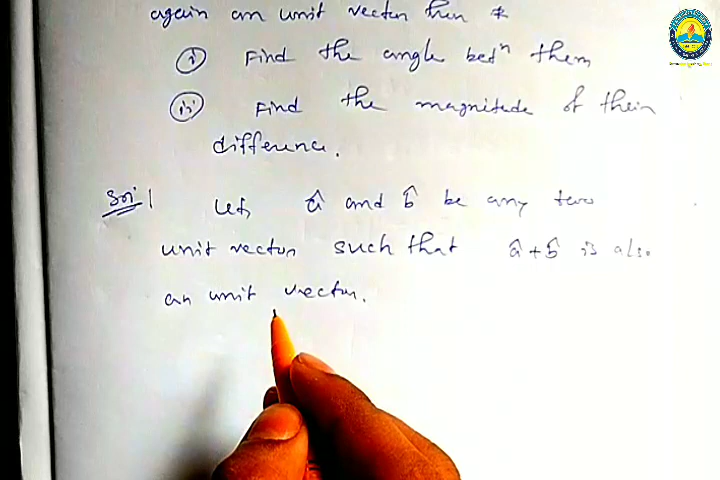 again an unit vector then *
(i) Find the angle betⁿ them
(ii) Find the magnitude of their
difference.
Solⁿ | Let, â and b̂ be any two
unit vector such that â + b̂ is also
an unit vector.